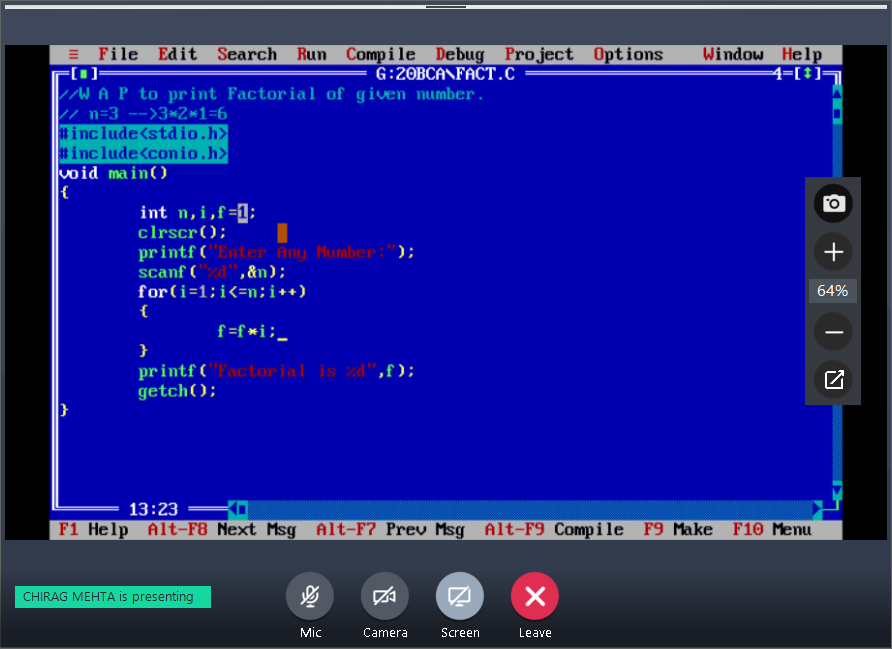 ≡ File Edit Search Run Compile Debug Project Options Window Help
[■] G:20BCA\FACT.C 4=[↕]
//W A P to print Factorial of given number.
// n=3 -->3*2*1=6
#include<stdio.h>
#include<conio.h>
void main()
{
int n,i,f=1;
clrscr();
printf("Enter Any Number:");
scanf("%d",&n);
for(i=1;i<=n;i++)
{
f=f*i;_
}
printf("Factorial is %d",f);
getch();
}
64%
13:23
F1 Help Alt-F8 Next Msg Alt-F7 Prev Msg Alt-F9 Compile F9 Make F10 Menu
CHIRAG MEHTA is presenting
Mic Camera Screen Leave